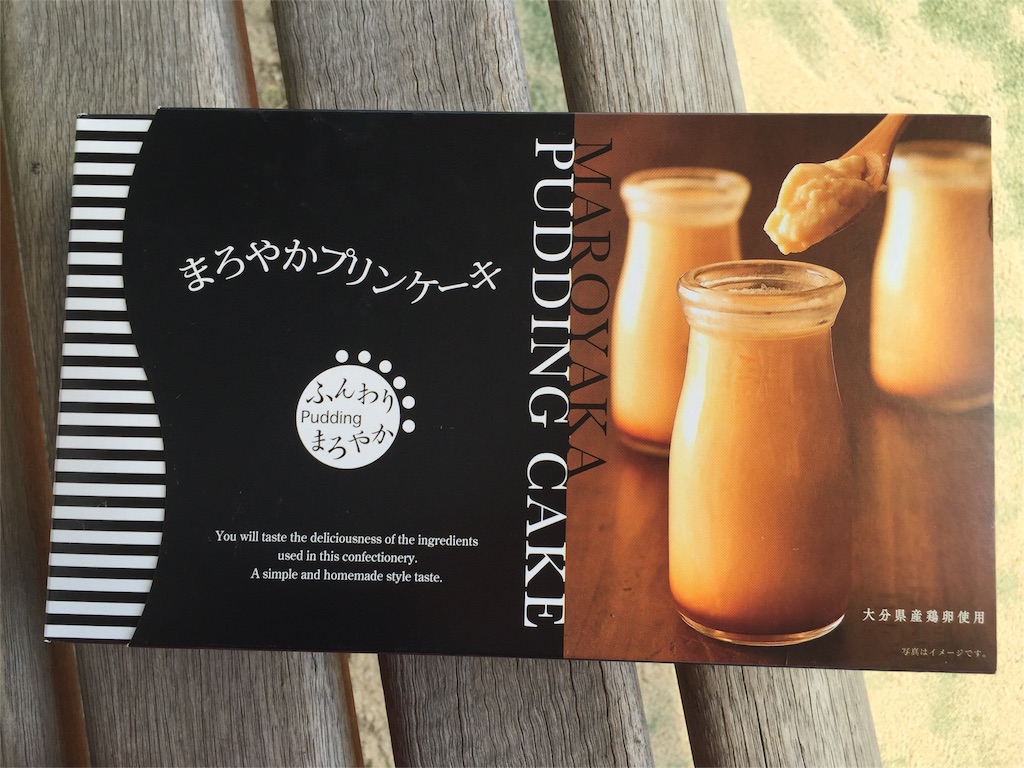 まろやかプリンケーキ
ふんわり
Pudding
まろやか
You will taste the deliciousness of the ingredients
used in this confectionery.
A simple and homemade style taste.
MAROYAKA
PUDDING CAKE
大分県産鶏卵使用
写真はイメージです。